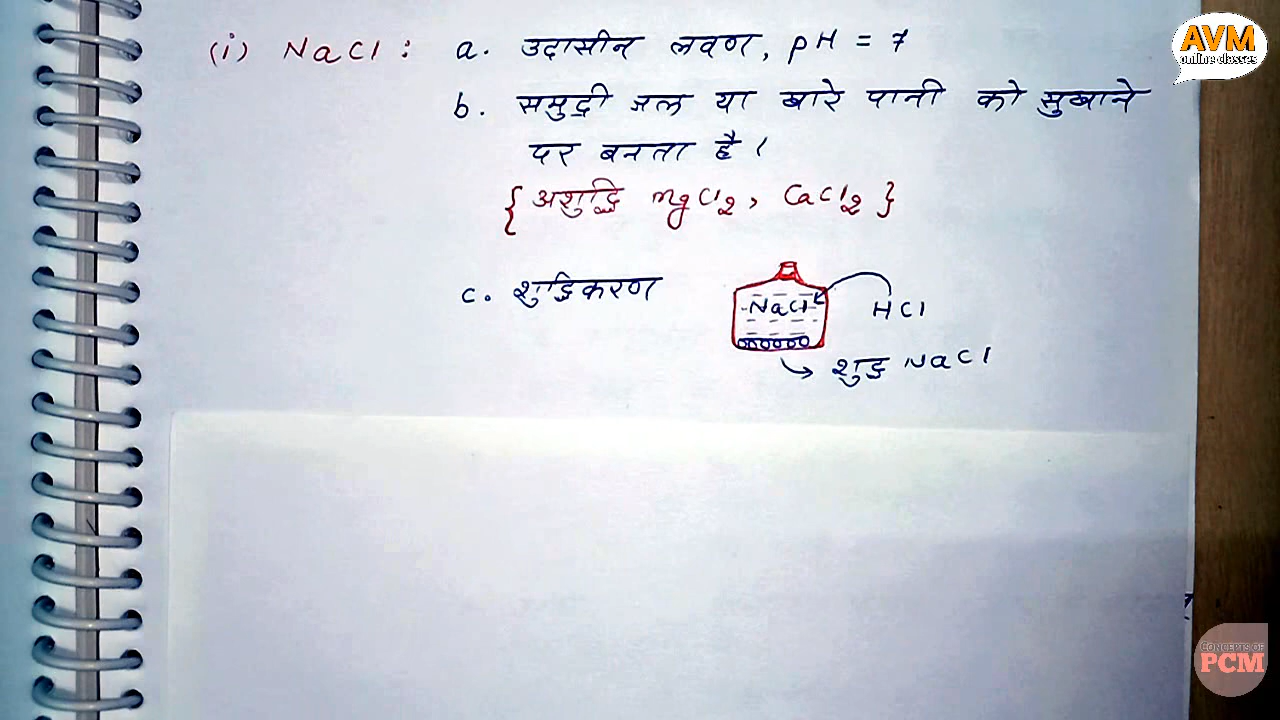 (i) NaCl : a. उदासीन लवण, pH = 7
b. समुद्री जल या खारे पानी को सुखाने
पर बनता है।
{ अशुद्धि MgCl2, CaCl2 }
c. शुद्धिकरण
NaCl
HCl
शुद्ध NaCl
AVM
online classes
CONCEPTS OF
PCM